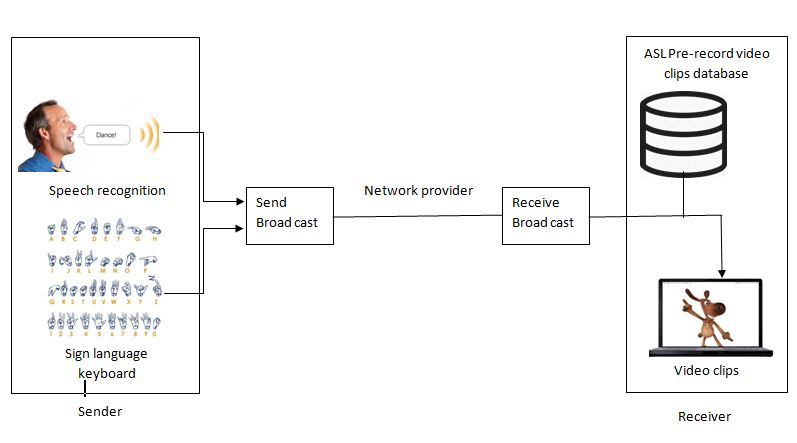 ASL Pre-record video
clips database
Dance!
Speech recognition
Send
Broad cast
Network provider
Receive
Broad cast
A B C D E F G H
I J K L M N O P
Q R S T U V W X Y Z
1 2 3 4 5 6 7 8 9 0
Sign language
keyboard
Video clips
Sender
Receiver